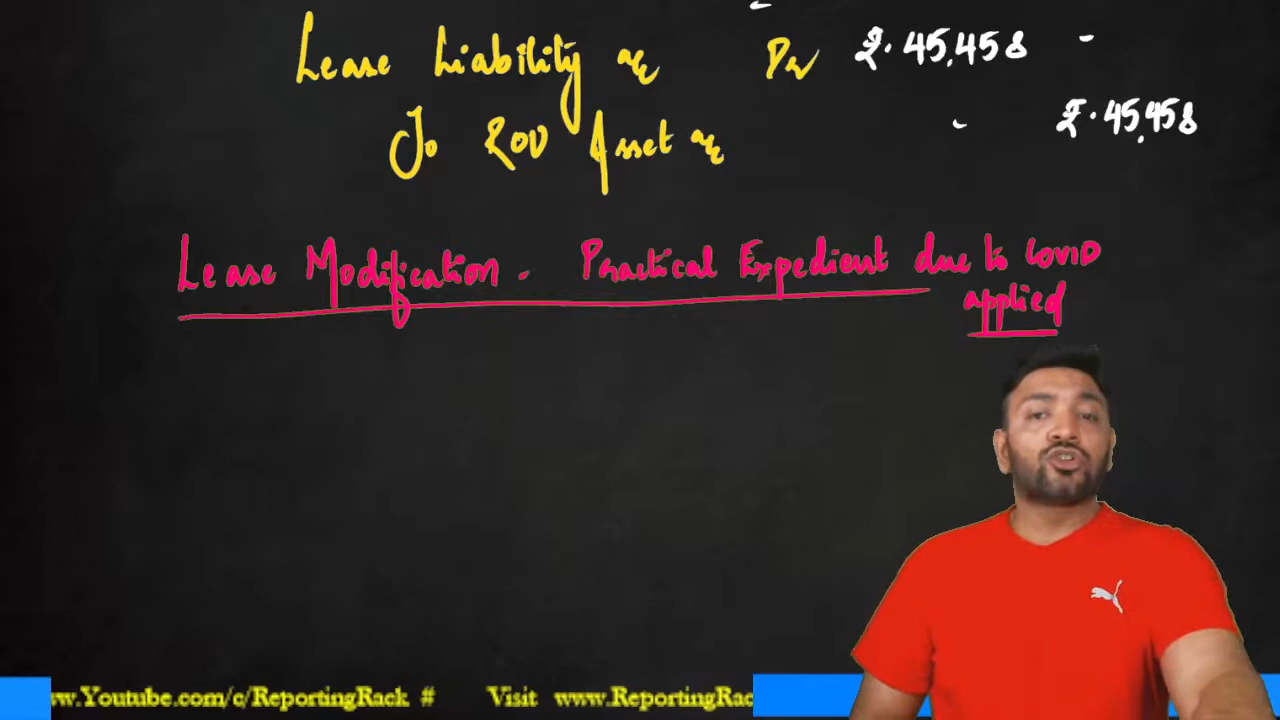 Lease Liability a/c Dr ₹.45,458 -
To ROU Asset a/c - ₹.45,458
Lease Modification - Practical Expedient due to COVID
applied
ww.Youtube.com/c/ReportingRack # Visit www.ReportingRac